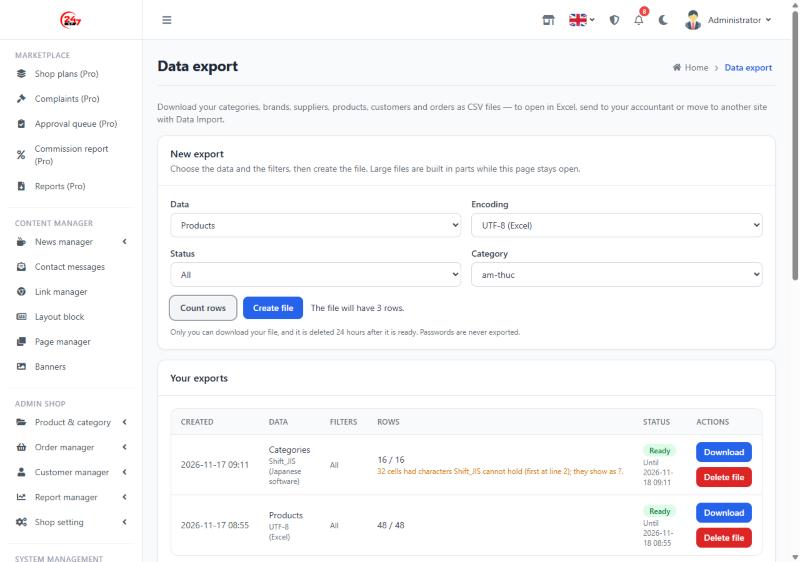 247
8
Administrator
MARKETPLACE
Shop plans (Pro)
Complaints (Pro)
Approval queue (Pro)
Commission report
(Pro)
Reports (Pro)
CONTENT MANAGER
News manager
Contact messages
Link manager
Layout block
Page manager
Banners
ADMIN SHOP
Product & category
Order manager
Customer manager
Report manager
Shop setting
SYSTEM MANAGEMENT
Data export
Home > Data export
Download your categories, brands, suppliers, products, customers and orders as CSV files — to open in Excel, send to your accountant or move to another site
with Data Import.
New export
Choose the data and the filters, then create the file. Large files are built in parts while this page stays open.
Data
Products
Encoding
UTF-8 (Excel)
Status
All
Category
am-thuc
Count rows
Create file
The file will have 3 rows.
Only you can download your file, and it is deleted 24 hours after it is ready. Passwords are never exported.
Your exports
CREATED DATA FILTERS ROWS STATUS ACTIONS
2026-11-17 09:11
Categories
Shift_JIS
(Japanese
software)
All
16 / 16
32 cells had characters Shift_JIS cannot hold (first at line 2); they show as ?.
Ready
Until
2026-11-
18 09:11
Download
Delete file
2026-11-17 08:55
Products
UTF-8
(Excel)
All
48 / 48
Ready
Until
2026-11-
18 08:55
Download
Delete file